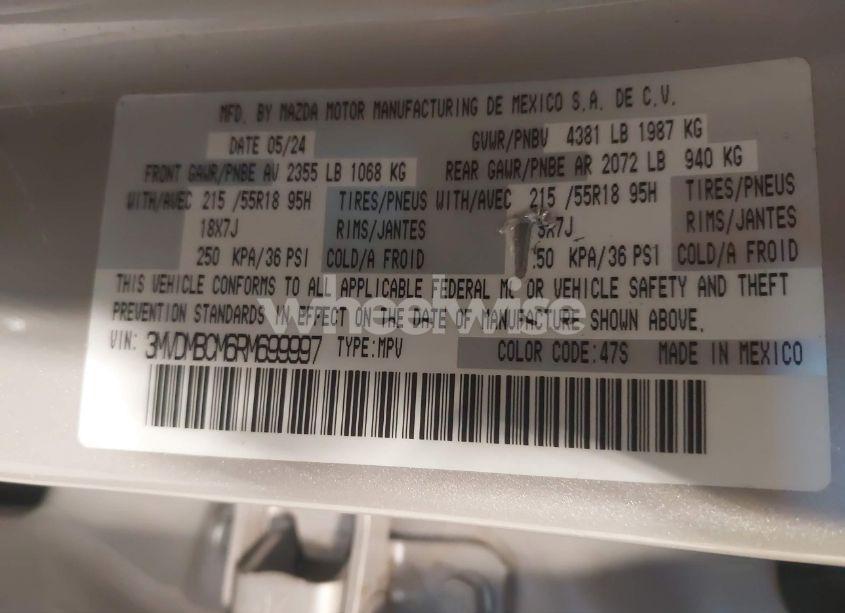 MFD. BY MAZDA MOTOR MANUFACTURING DE MEXICO S.A. DE C.V.
DATE 05/24 GVWR/PNBV 4381 LB 1987 KG
FRONT GAWR/PNBE AV 2355 LB 1068 KG REAR GAWR/PNBE AR 2072 LB 940 KG
WITH/AVEC 215 /55R18 95H TIRES/PNEUS WITH/AVEC 215 /55R18 95H TIRES/PNEUS
18X7J RIMS/JANTES 8X7J RIMS/JANTES
250 KPA/36 PSI COLD/A FROID 50 KPA/36 PSI COLD/A FROID
THIS VEHICLE CONFORMS TO ALL APPLICABLE FEDERAL MOTOR VEHICLE SAFETY AND THEFT
PREVENTION STANDARDS IN EFFECT ON THE DATE OF MANUFACTURE SHOWN ABOVE.
wheelwise
VIN: 3MVDMBCM6RM699997 TYPE:MPV COLOR CODE:47S MADE IN MEXICO